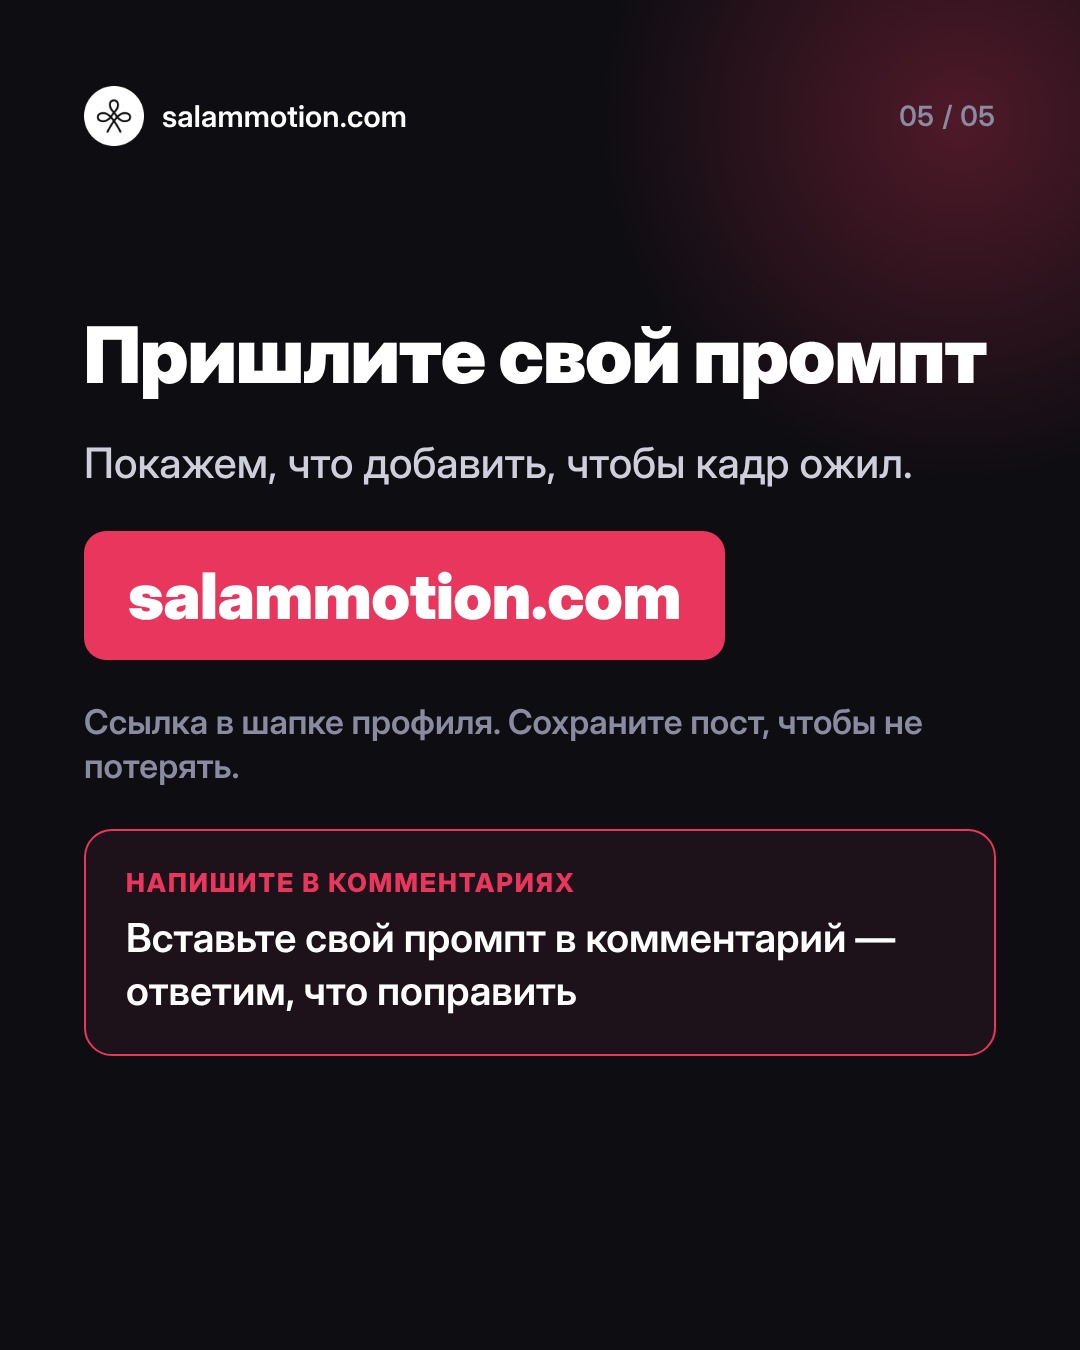 salammotion.com
05 / 05
Пришлите свой промпт
Покажем, что добавить, чтобы кадр ожил.
salammotion.com
Ссылка в шапке профиля. Сохраните пост, чтобы не
потерять.
НАПИШИТЕ В КОММЕНТАРИЯХ
Вставьте свой промпт в комментарий —
ответим, что поправить